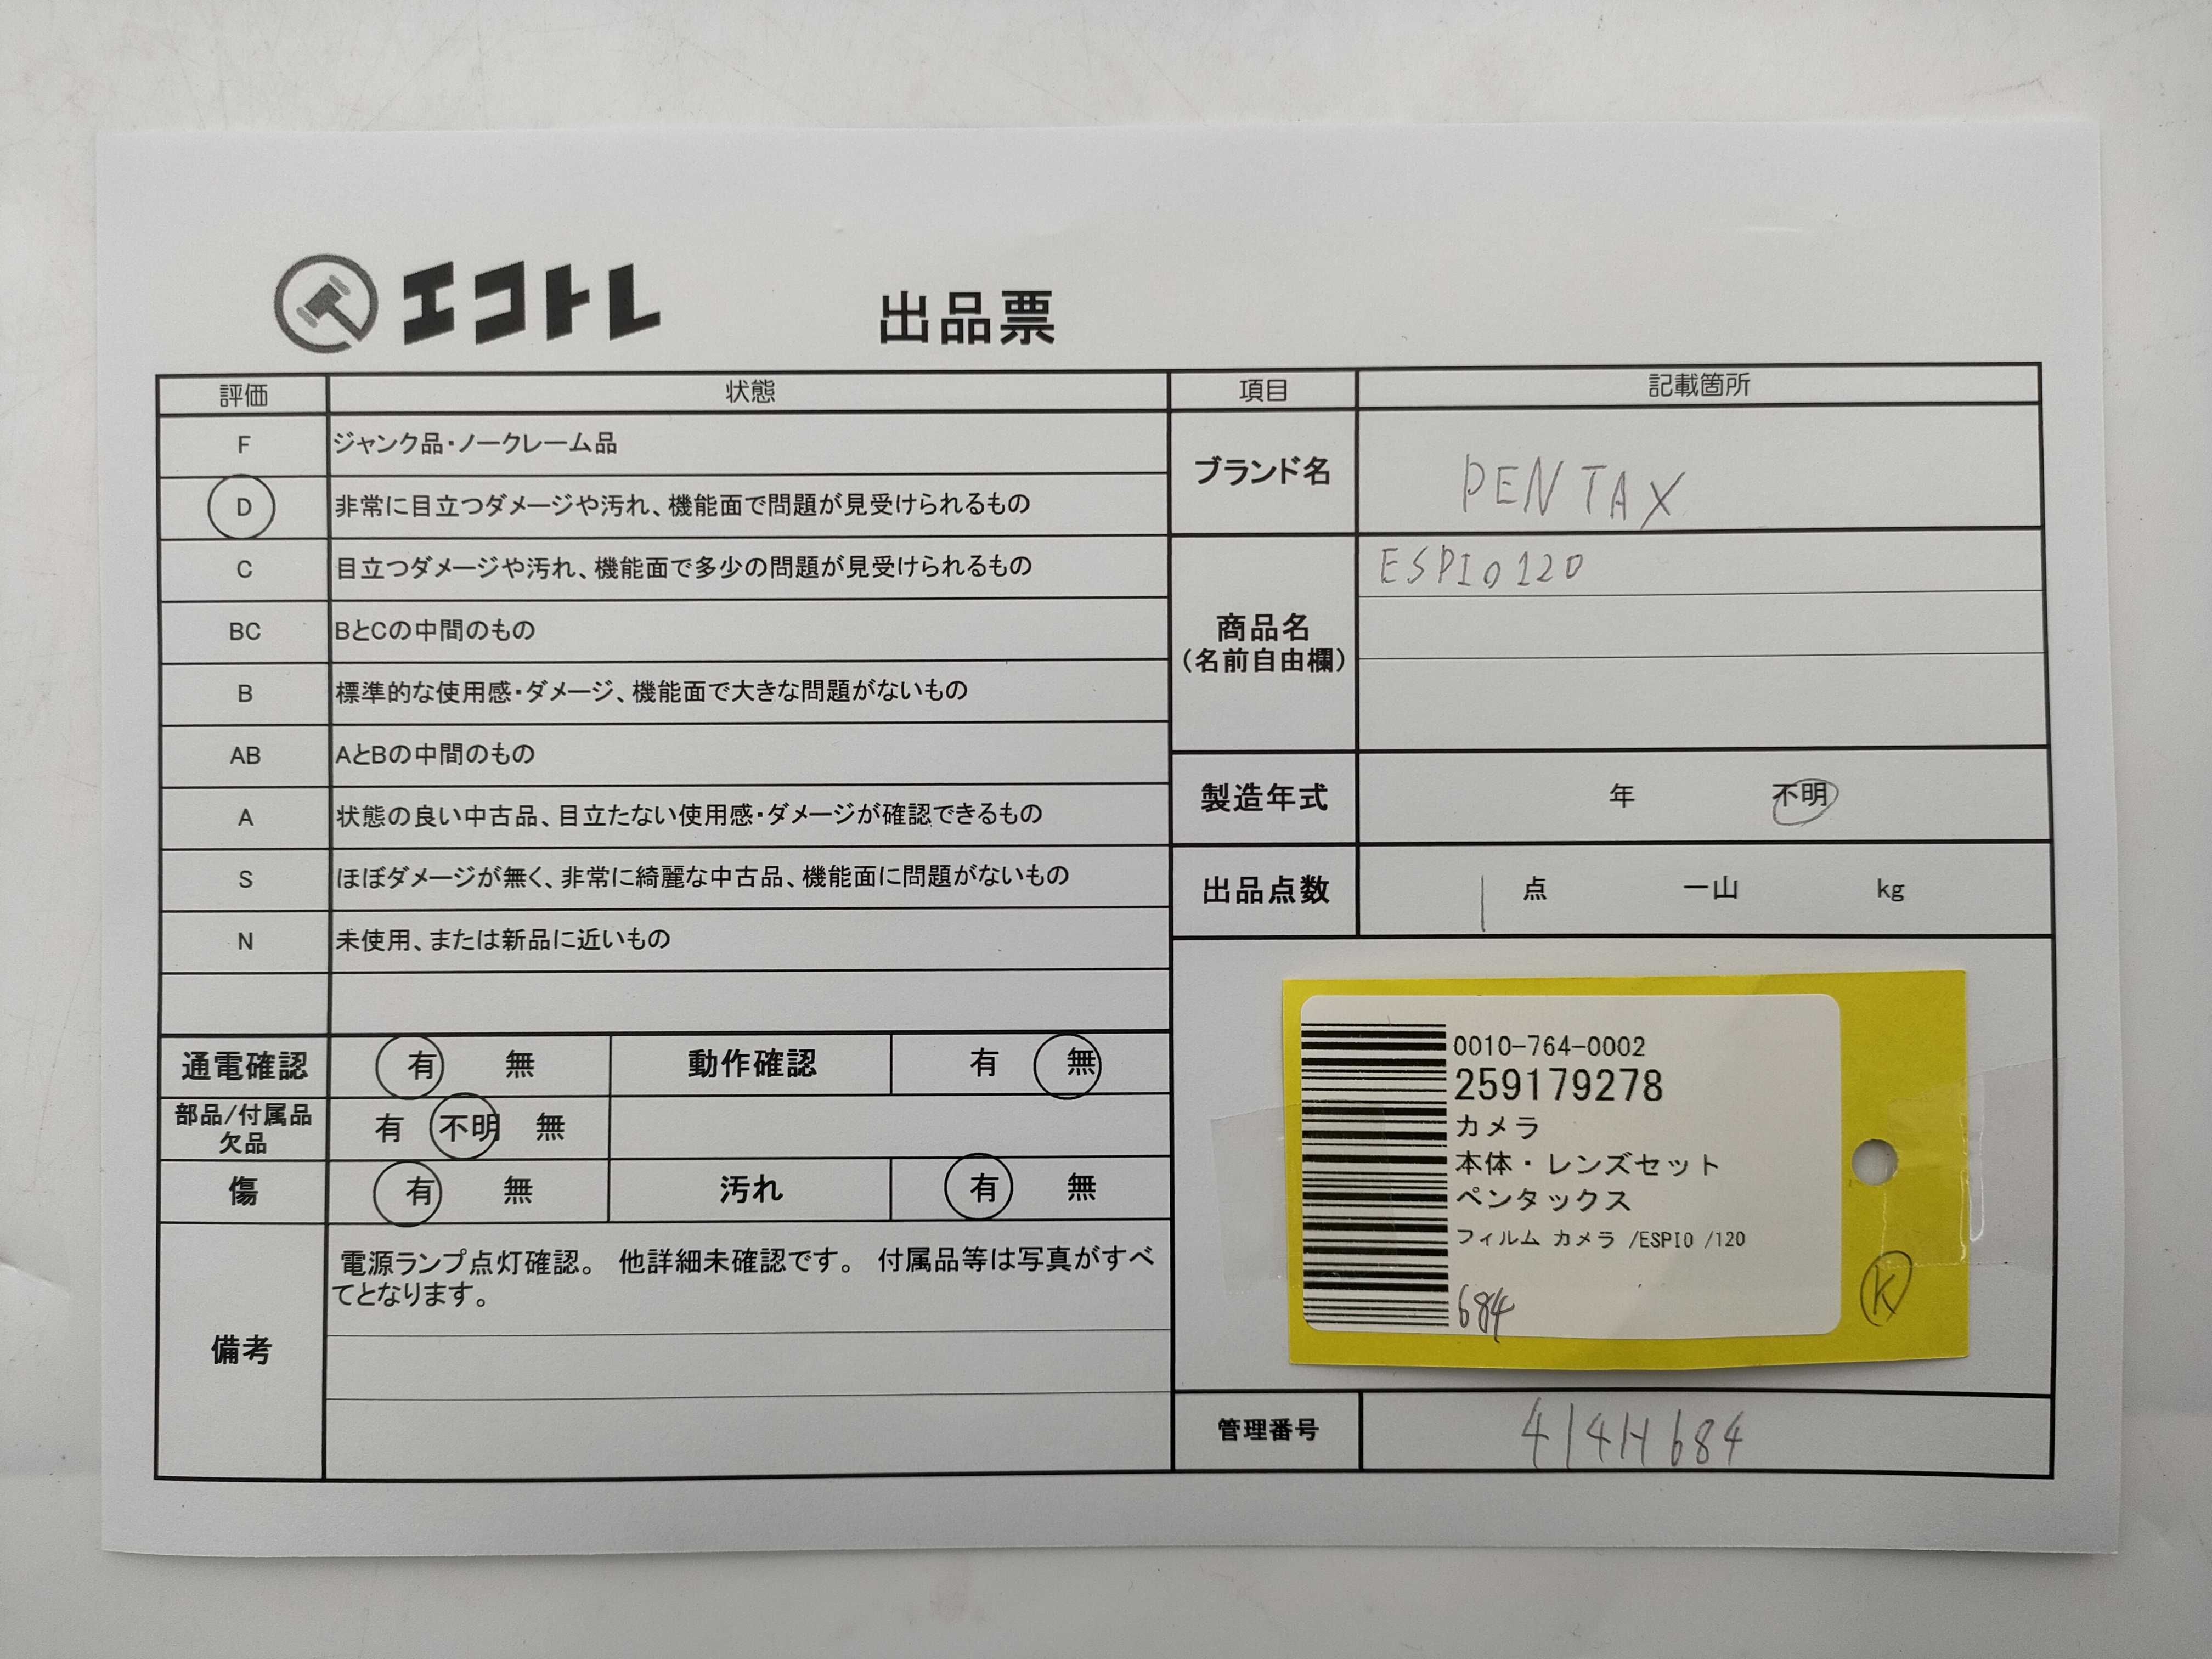 エコトレ
出品票
評価 状態
F ジャンク品・ノークレーム品
D 非常に目立つダメージや汚れ、機能面で問題が見受けられるもの
C 目立つダメージや汚れ、機能面で多少の問題が見受けられるもの
BC BとCの中間のもの
B 標準的な使用感・ダメージ、機能面で大きな問題がないもの
AB AとBの中間のもの
A 状態の良い中古品、目立たない使用感・ダメージが確認できるもの
S ほぼダメージが無く、非常に綺麗な中古品、機能面に問題がないもの
N 未使用、または新品に近いもの
通電確認 有 無 動作確認 有 無
部品/付属品 有 不明 無
欠品
傷 有 無 汚れ 有 無
備考
電源ランプ点灯確認。 他詳細未確認です。 付属品等は写真がすべ
てとなります。
項目 記載箇所
ブランド名 PENTAX
商品名 ESPIO120
(名前自由欄)
製造年式 年 不明
出品点数 1 点 一山 kg
0010-764-0002
259179278
カメラ
本体・レンズセット
ペンタックス
フィルム カメラ /ESPIO /120
684
K
管理番号 414H684